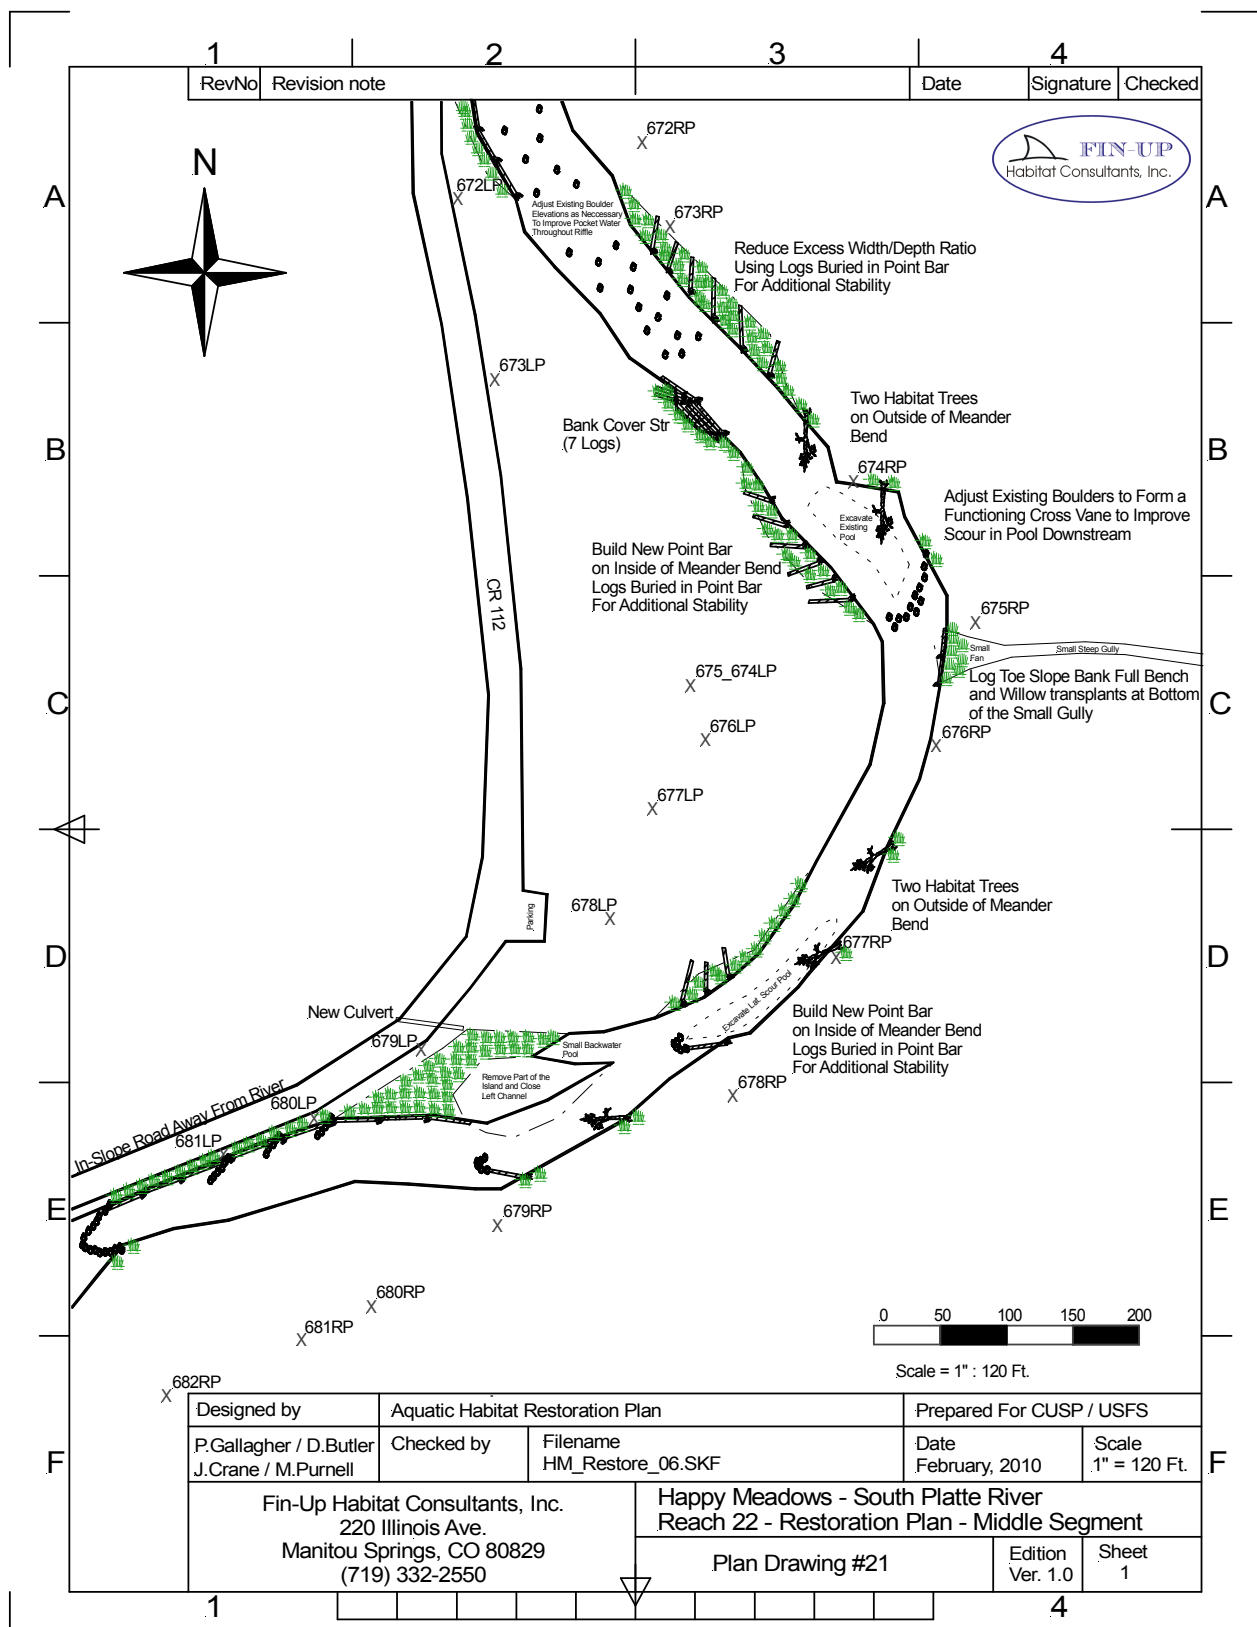 1
2
3
4
RevNo
Revision note
Date
Signature
Checked
FIN-UP
Habitat Consultants, Inc.
N
A
A
672RP
672LP
673RP
Adjust Existing Boulder
Elevations as Neccessary
To Improve Pocket Water
Throughout Riffle
Reduce Excess Width/Depth Ratio
Using Logs Buried in Point Bar
For Additional Stability
673LP
Two Habitat Trees
on Outside of Meander
Bend
Bank Cover Str
(7 Logs)
B
B
674RP
Excavate
Existing
Pool
Adjust Existing Boulders to Form a
Functioning Cross Vane to Improve
Scour in Pool Downstream
Build New Point Bar
on Inside of Meander Bend
Logs Buried in Point Bar
For Additional Stability
CR 112
675RP
Small
Fan
Small Steep Gully
675_674LP
Log Toe Slope Bank Full Bench
and Willow transplants at Bottom
of the Small Gully
C
C
676LP
676RP
677LP
Two Habitat Trees
on Outside of Meander
Bend
678LP
Parking
677RP
D
D
Excavate Lat. Scour Pool
New Culvert
Build New Point Bar
on Inside of Meander Bend
Logs Buried in Point Bar
For Additional Stability
679LP
Small Backwater
Pool
Remove Part of the
Island and Close
Left Channel
678RP
In-Slope Road Away From River
680LP
681LP
E
E
679RP
680RP
681RP
682RP
0
50
100
150
200
Scale = 1" : 120 Ft.
Designed by
Aquatic Habitat Restoration Plan
Prepared For CUSP / USFS
P.Gallagher / D.Butler
J.Crane / M.Purnell
Checked by
Filename
HM_Restore_06.SKF
Date
February, 2010
Scale
1" = 120 Ft.
F
F
Fin-Up Habitat Consultants, Inc.
220 Illinois Ave.
Manitou Springs, CO 80829
(719) 332-2550
Happy Meadows - South Platte River
Reach 22 - Restoration Plan - Middle Segment
Plan Drawing #21
Edition
Ver. 1.0
Sheet
1
1
4